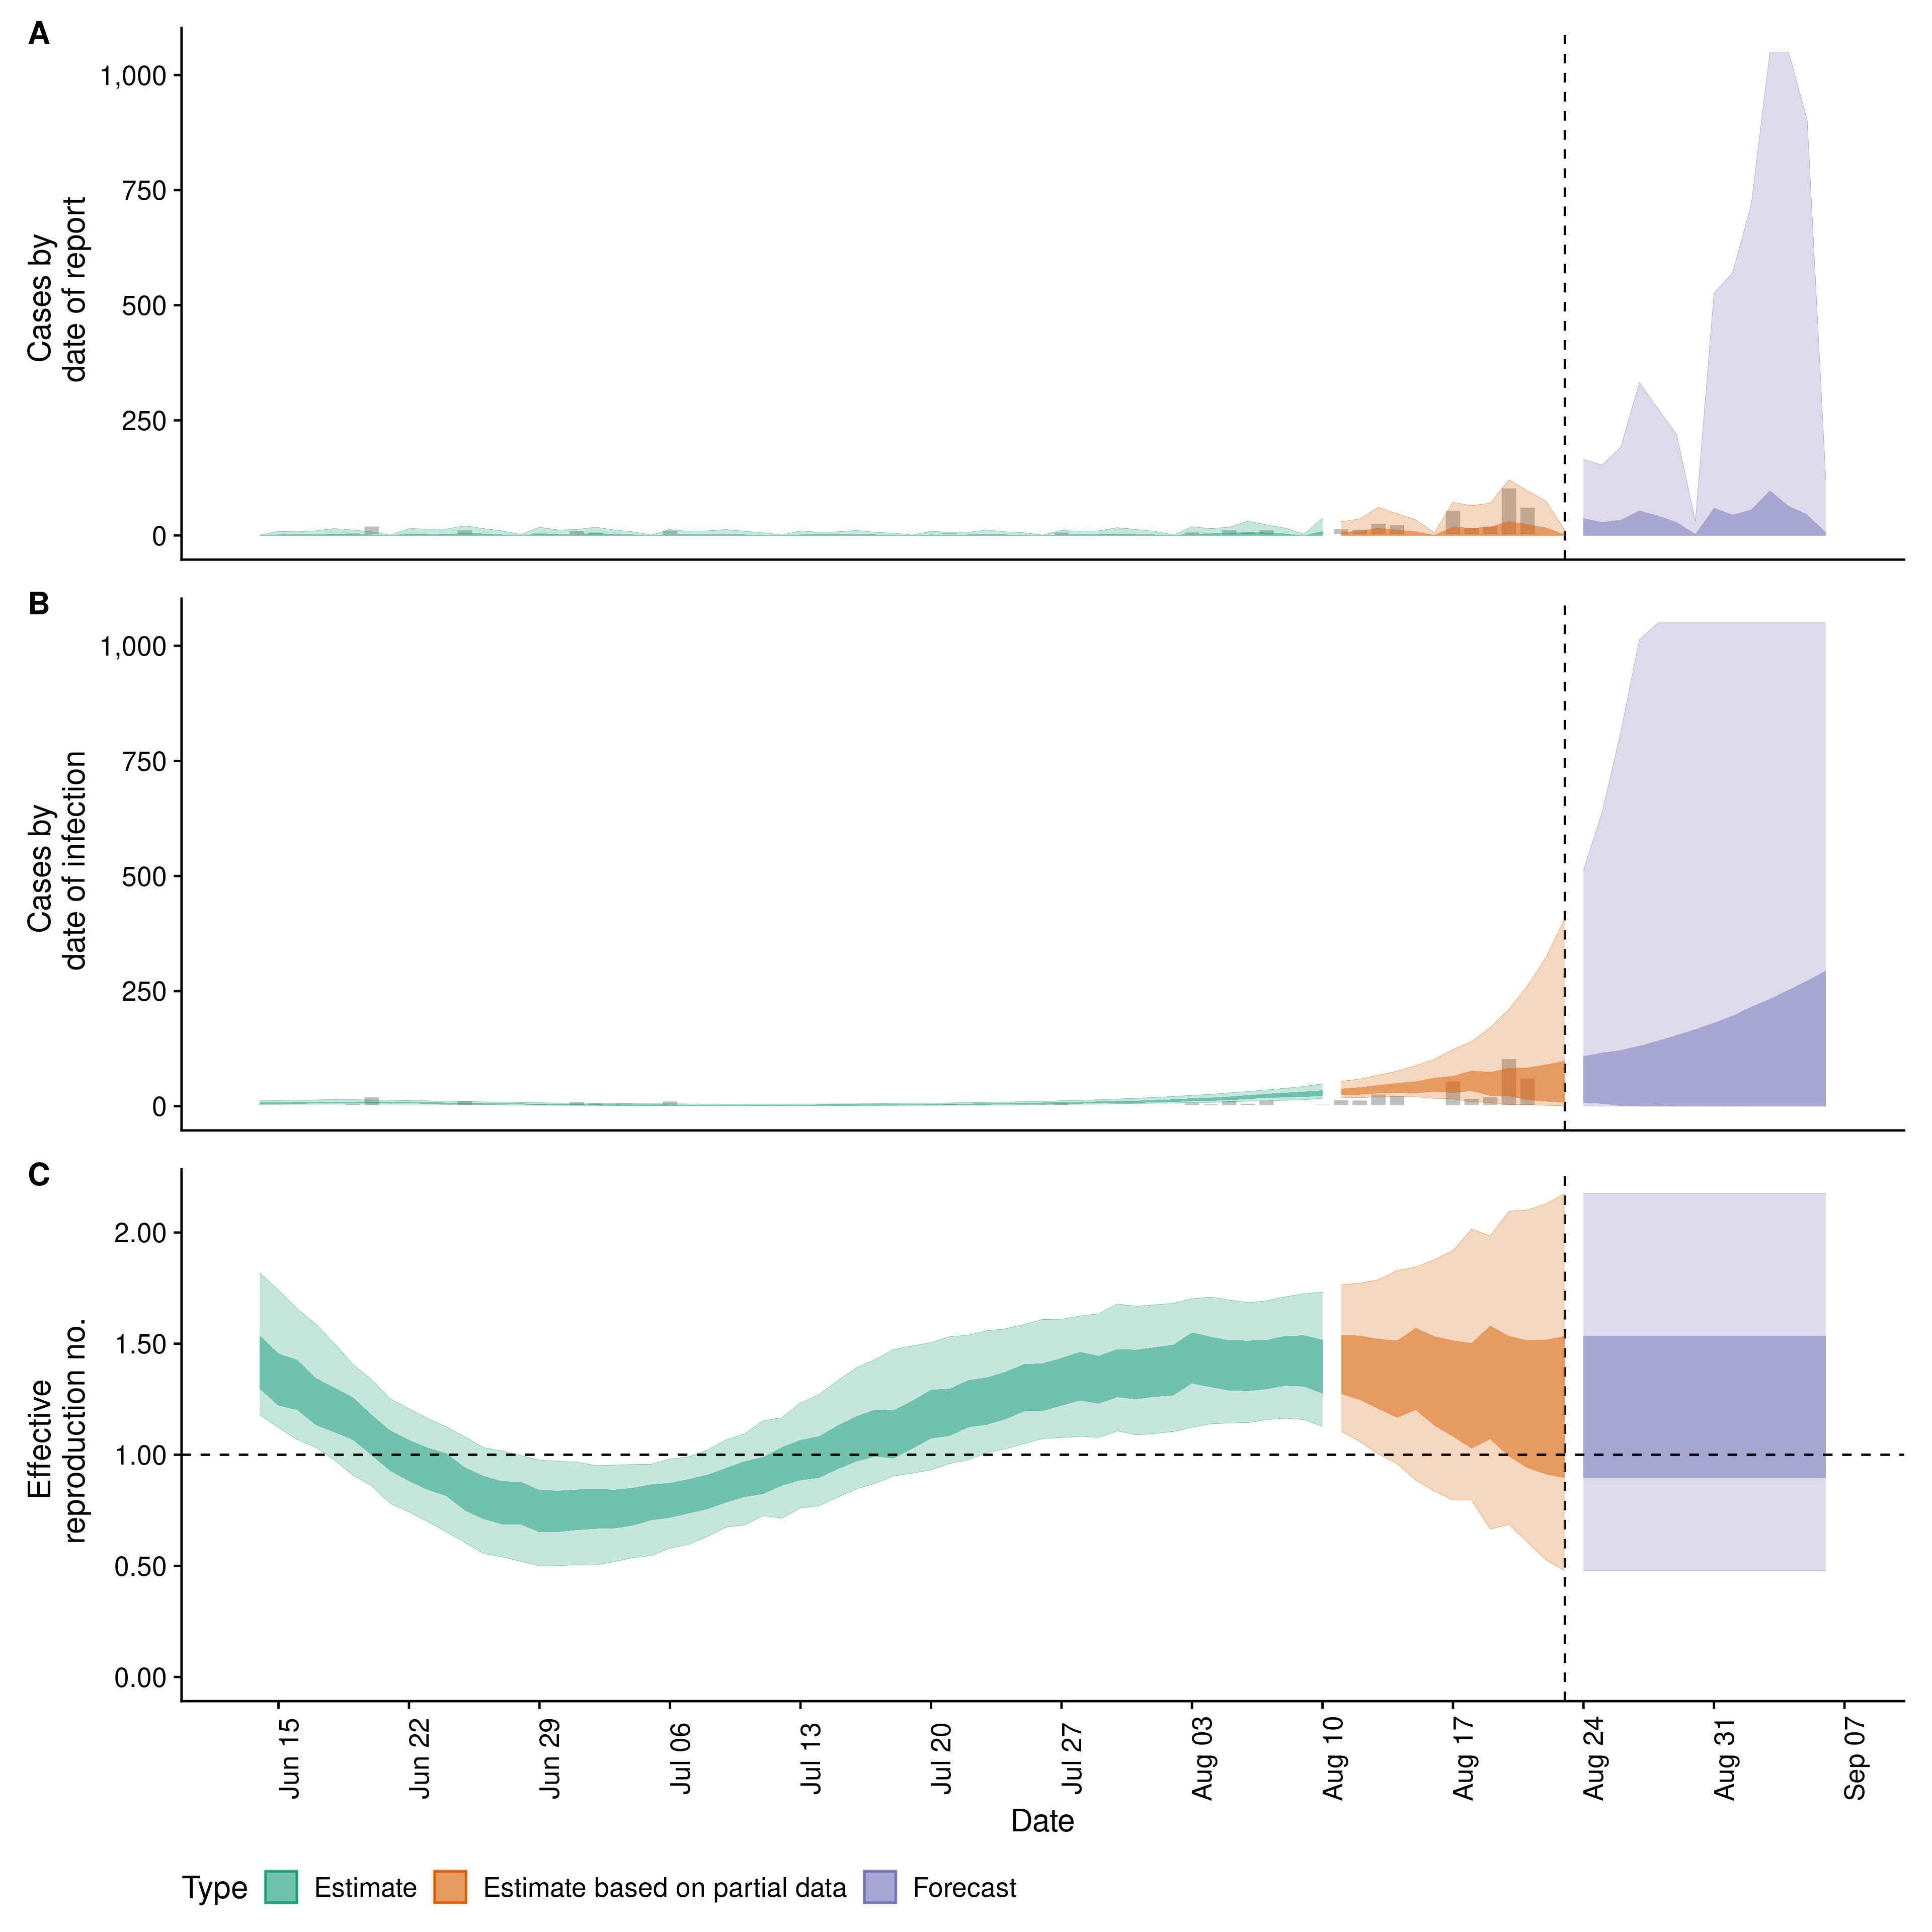 A
Cases by
date of report
1,000
750
500
250
0
B
Cases by
date of infection
1,000
750
500
250
0
C
Effective
reproduction no.
2.00
1.50
1.00
0.50
0.00
Jun 15
Jun 22
Jun 29
Jul 06
Jul 13
Jul 20
Jul 27
Aug 03
Aug 10
Aug 17
Aug 24
Aug 31
Sep 07
Date
Type Estimate Estimate based on partial data Forecast